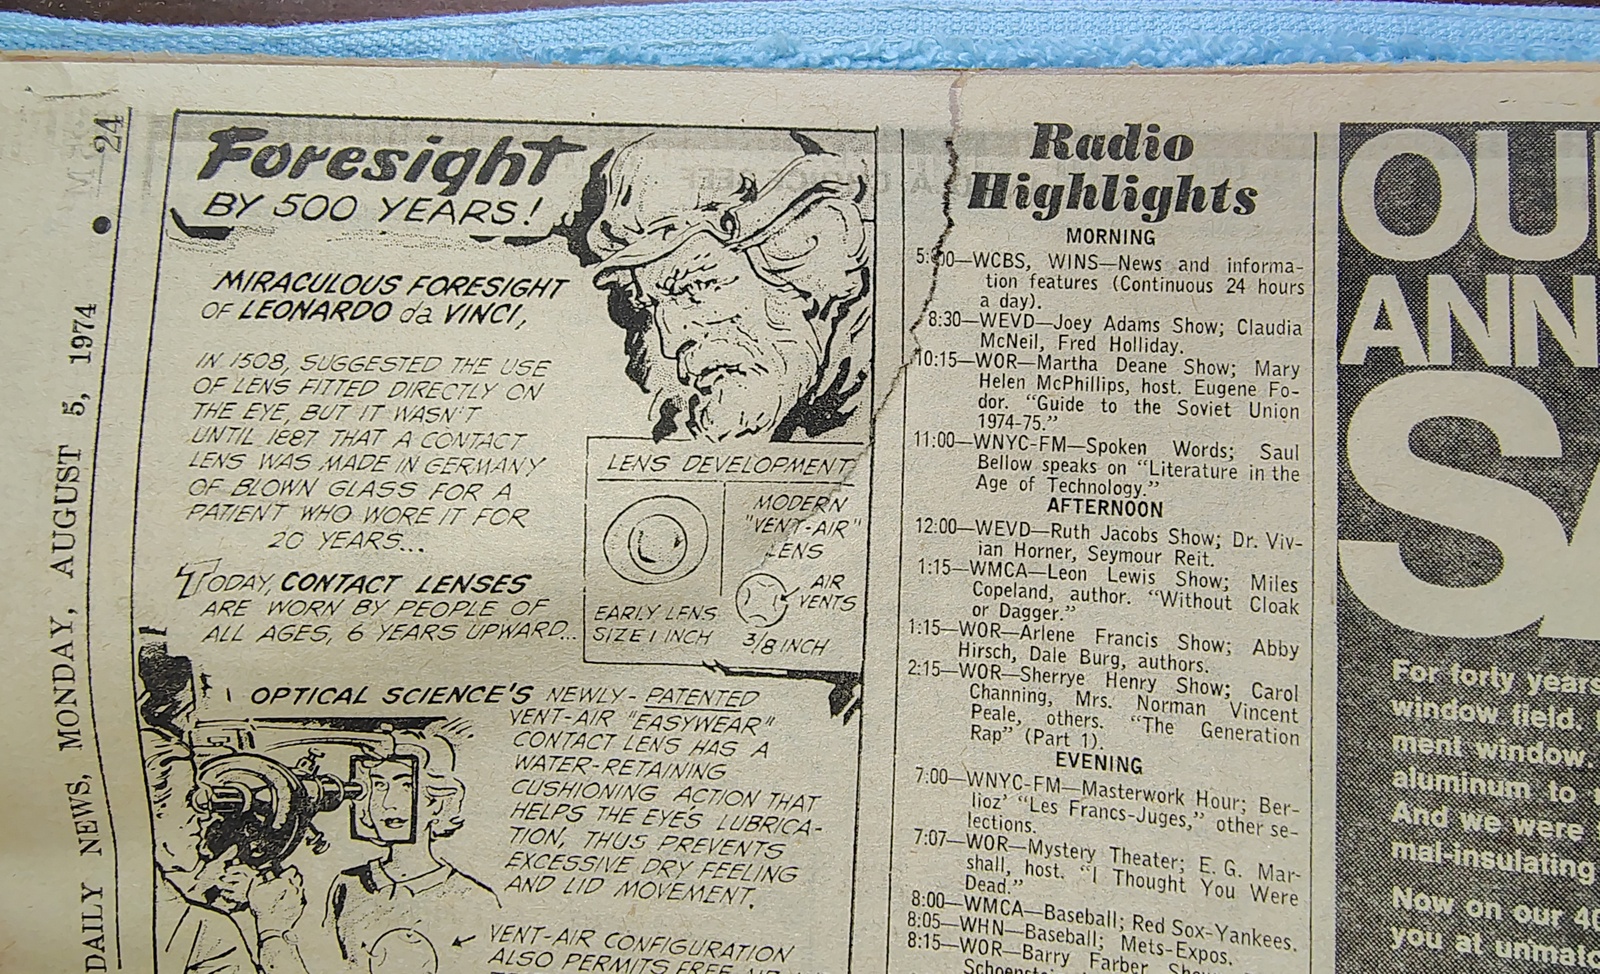 DAILY NEWS, MONDAY, AUGUST 5, 1974 • 24
Foresight
BY 500 YEARS!
MIRACULOUS FORESIGHT
OF LEONARDO da VINCI,
IN 1508, SUGGESTED THE USE
OF LENS FITTED DIRECTLY ON
THE EYE, BUT IT WASN'T
UNTIL 1887 THAT A CONTACT
LENS WAS MADE IN GERMANY
OF BLOWN GLASS FOR A
PATIENT WHO WORE IT FOR
20 YEARS...
TODAY, CONTACT LENSES
ARE WORN BY PEOPLE OF
ALL AGES, 6 YEARS UPWARD...
LENS DEVELOPMENT
EARLY LENS
SIZE 1 INCH
MODERN
"VENT-AIR"
LENS
AIR
VENTS
3/8 INCH
OPTICAL SCIENCE'S NEWLY-PATENTED
VENT-AIR "EASYWEAR"
CONTACT LENS HAS A
WATER-RETAINING
CUSHIONING ACTION THAT
HELPS THE EYES LUBRICA-
TION, THUS PREVENTS
EXCESSIVE DRY FEELING
AND LID MOVEMENT.
VENT-AIR CONFIGURATION
ALSO PERMITS FREE
Radio
Highlights
MORNING
5:00—WCBS, WINS—News and informa-
tion features (Continuous 24 hours
a day).
8:30—WEVD—Joey Adams Show; Claudia
McNeil, Fred Holliday.
10:15—WOR—Martha Deane Show; Mary
Helen McPhillips, host. Eugene Fo-
dor. "Guide to the Soviet Union
1974-75."
11:00—WNYC-FM—Spoken Words; Saul
Bellow speaks on "Literature in the
Age of Technology."
AFTERNOON
12:00—WEVD—Ruth Jacobs Show; Dr. Viv-
ian Horner, Seymour Reit.
1:15—WMCA—Leon Lewis Show; Miles
Copeland, author. "Without Cloak
or Dagger."
1:15—WOR—Arlene Francis Show; Abby
Hirsch, Dale Burg, authors.
2:15—WOR—Sherrye Henry Show; Carol
Channing, Mrs. Norman Vincent
Peale, others. "The Generation
Rap" (Part 1).
EVENING
7:00—WNYC-FM—Masterwork Hour; Ber-
lioz' "Les Francs-Juges," other se-
lections.
7:07—WOR—Mystery Theater; E. G. Mar-
shall, host. "I Thought You Were
Dead."
8:00—WMCA—Baseball; Red Sox-Yankees.
8:05—WHN—Baseball; Mets-Expos.
8:15—WOR—Barry Farber
OU
ANN
SA
For forty years
window field.
ment window.
aluminum to
And we were
mal-insulating
Now on our 40
you at unmatc